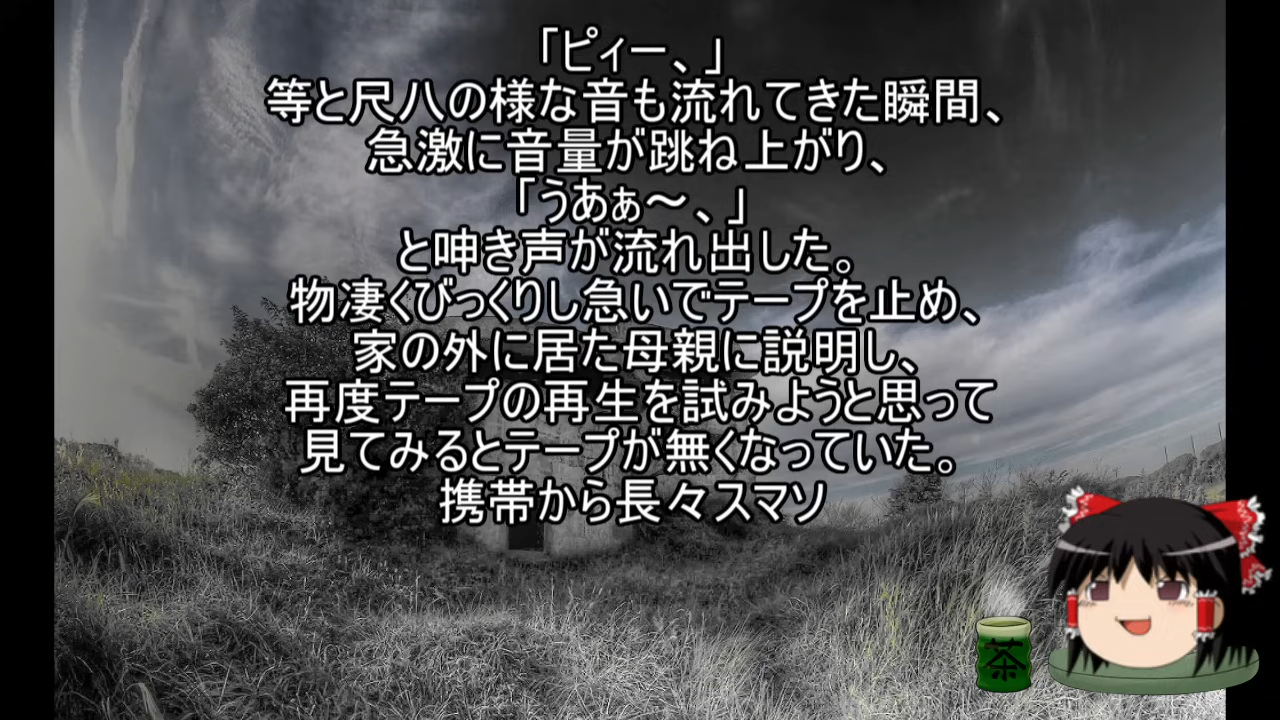 「ピィー、」
等と尺八の様な音も流れてきた瞬間、
急激に音量が跳ね上がり、
「うあぁ～、」
と呻き声が流れ出した。
物凄くびっくりし急いでテープを止め、
家の外に居た母親に説明し、
再度テープの再生を試みようと思って
見てみるとテープが無くなっていた。
携帯から長々スマソ
茶